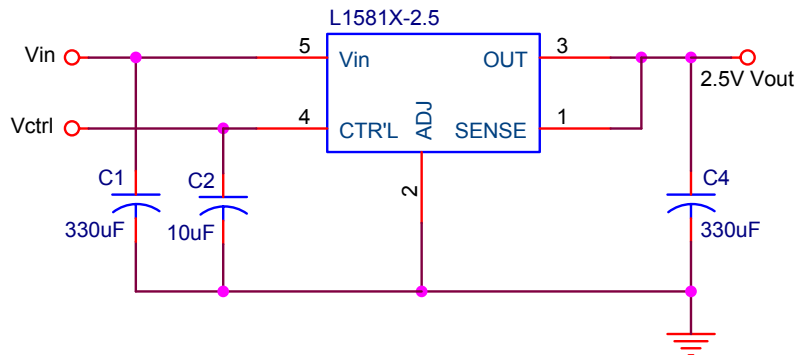 L1581X-2.5
Vin
5
Vin
OUT
3
2.5V Vout
Vctrl
4
CTR'L
ADJ
SENSE
1
2
C1
330uF
C2
10uF
C4
330uF